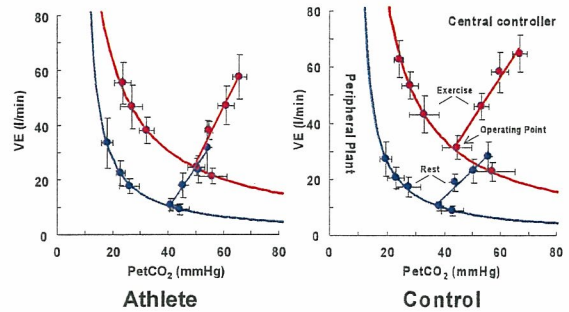 80
60
40
20
0
VE (l/min)
0 20 40 60 80
PetCO₂ (mmHg)
Athlete
80
60
40
20
0
VE (l/min)
Peripheral Plant
Central controller
Exercise
Operating Point
Rest
0 20 40 60 80
PetCO₂ (mmHg)
Control